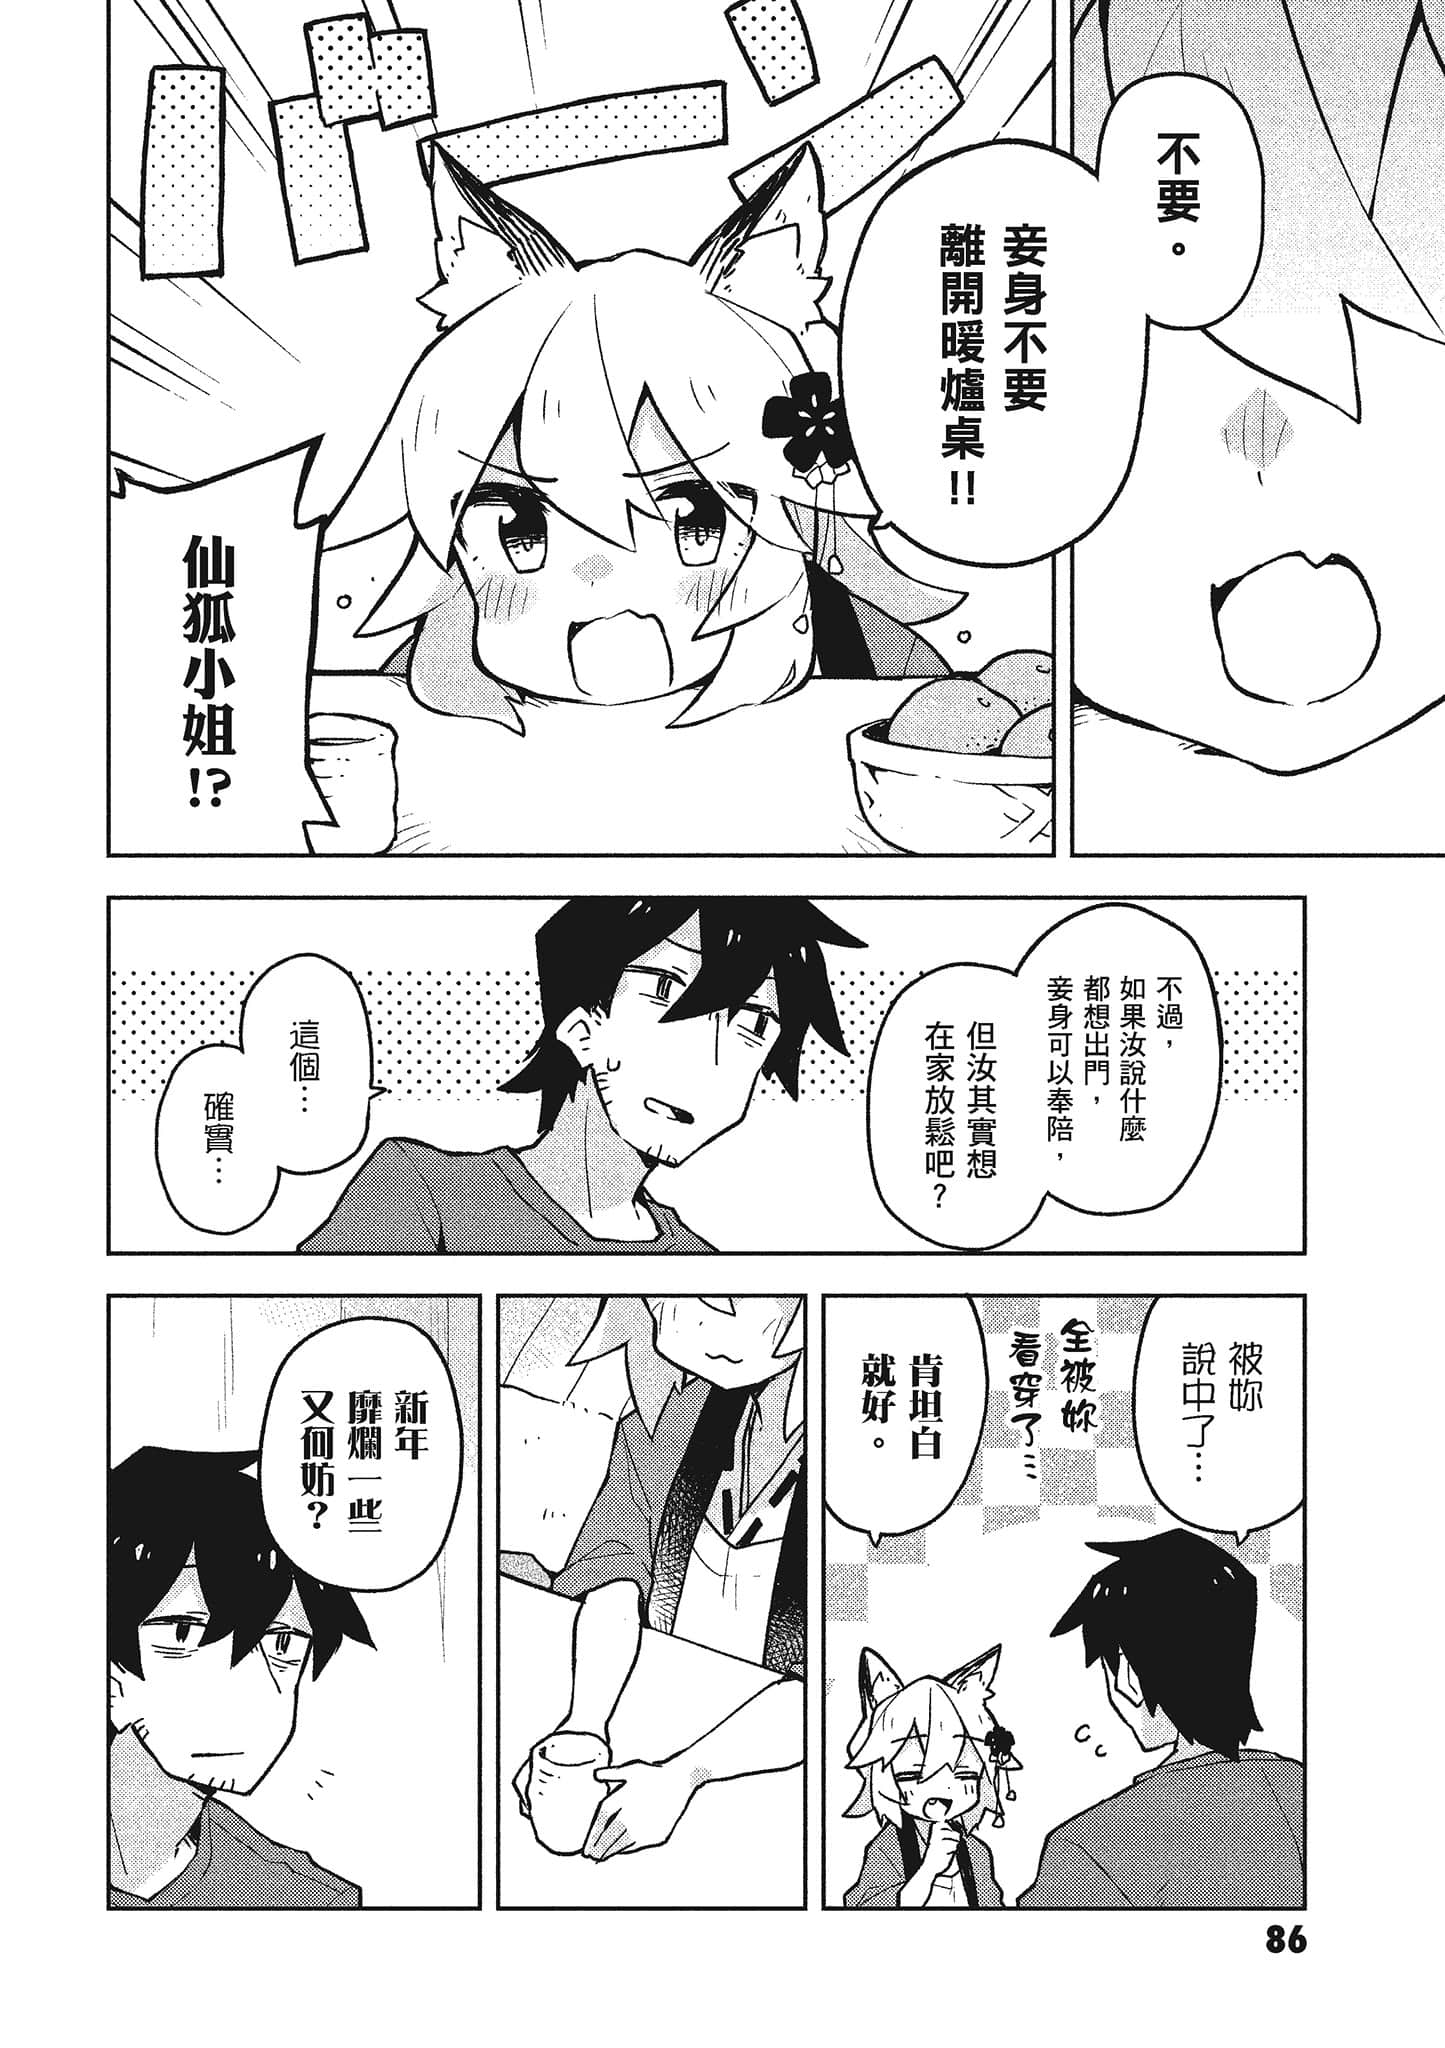 不要。
妾身不要
離開暖爐桌!!
仙狐小姐!?
不過，
如果汝說什麼
都想出門，
妾身可以奉陪，
但汝其實想
在家放鬆吧？
這個…
確實…
被妳
說中了…
全被妳
看穿了…
肯坦白
就好。
新年
靡爛一些
又何妨？
86